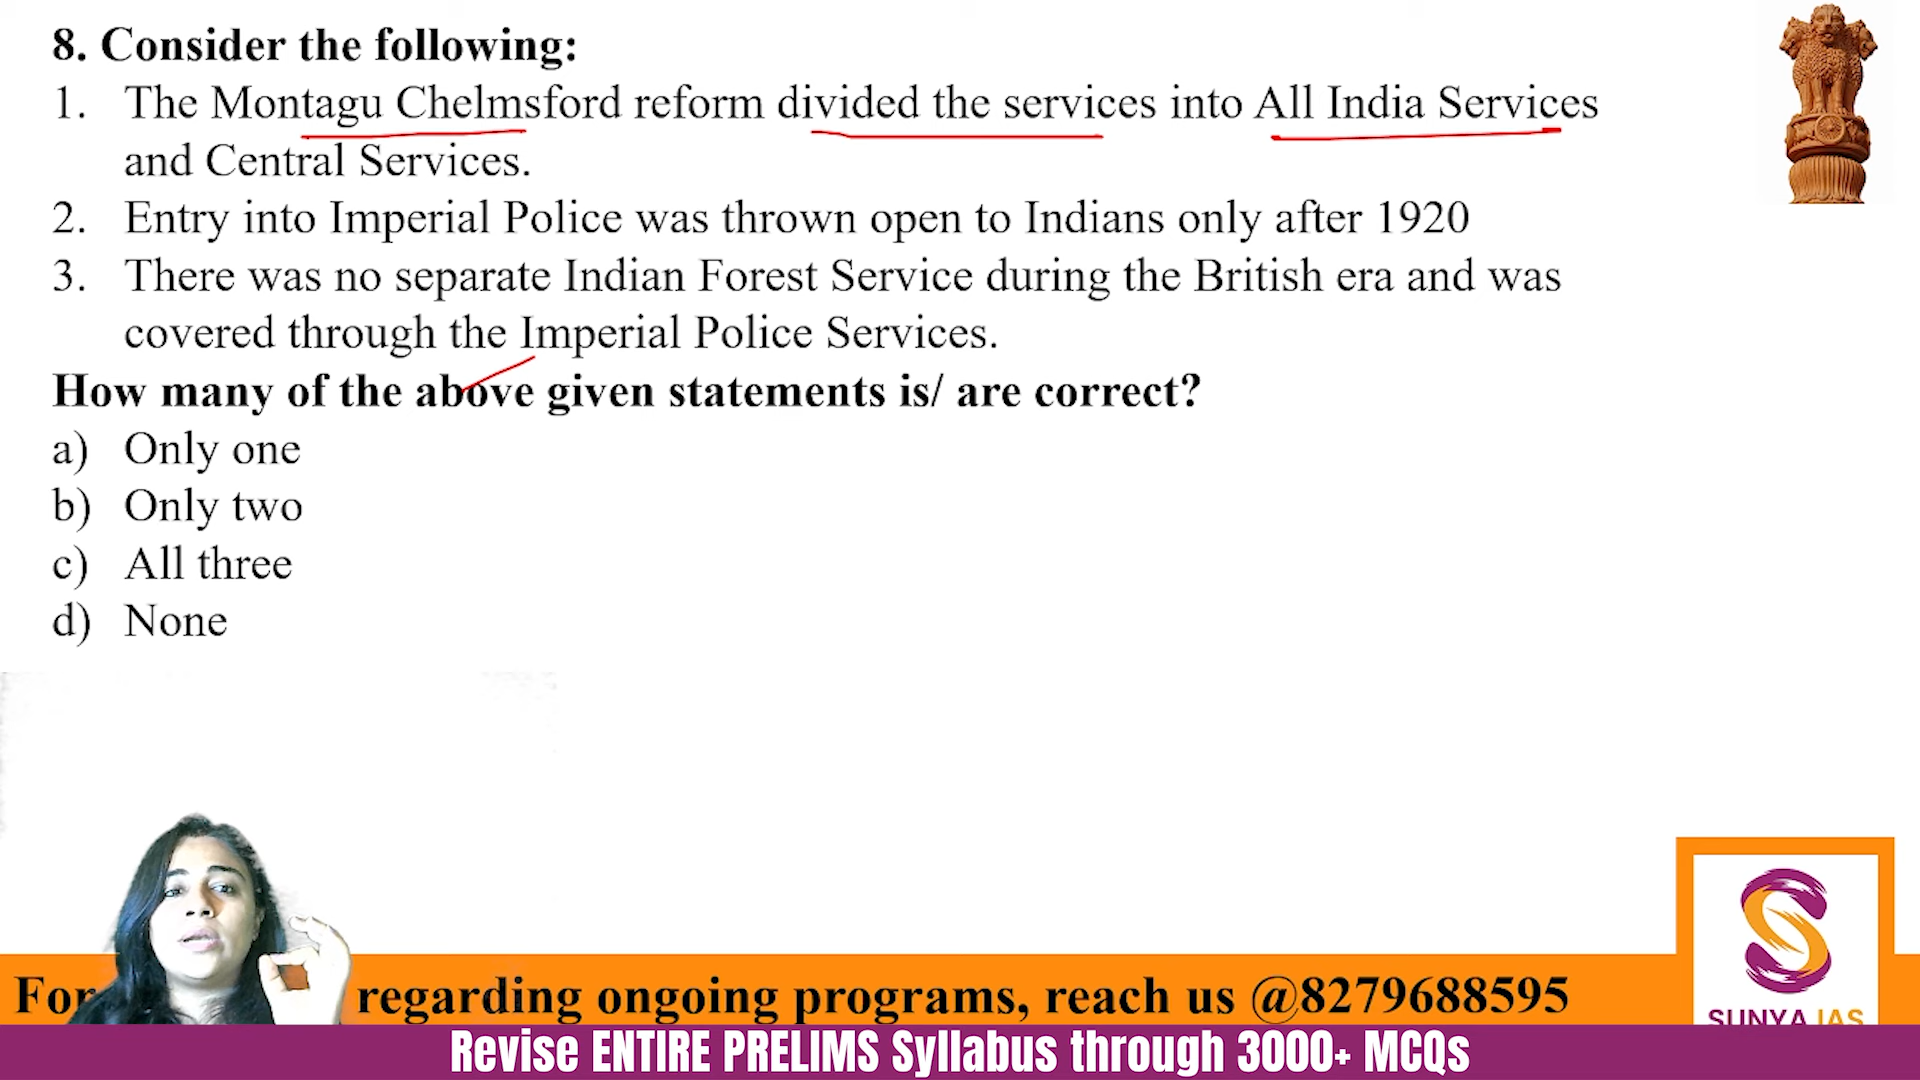 8. Consider the following:
1. The Montagu Chelmsford reform divided the services into All India Services
and Central Services.
2. Entry into Imperial Police was thrown open to Indians only after 1920
3. There was no separate Indian Forest Service during the British era and was
covered through the Imperial Police Services.
How many of the above given statements is/ are correct?
a) Only one
b) Only two
c) All three
d) None
For regarding ongoing programs, reach us @8279688595
SUNYA IAS
Revise ENTIRE PRELIMS Syllabus through 3000+ MCQs